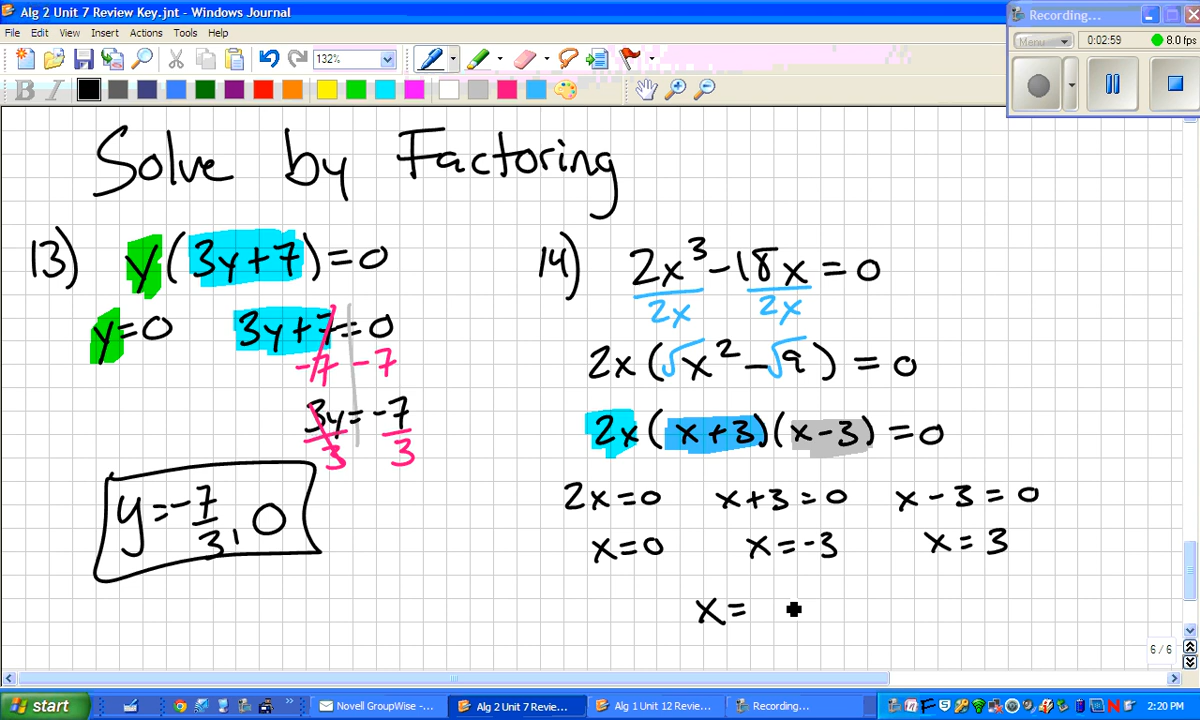 Alg 2 Unit 7 Review Key.jnt - Windows Journal
Recording...
File Edit View Insert Actions Tools Help
Menu 0:02:59 8.0 fps
132%
B I
Solve by Factoring
13) y(3y+7)=0
y=0 3y+7=0
-7 -7
3y=-7
3 3
y=-7/3, 0
14) 2x³-18x=0
2x 2x
2x(√x²-√9)=0
2x(x+3)(x-3)=0
2x=0 x+3=0 x-3=0
x=0 x=-3 x=3
x=
6 / 6
start Novell GroupWise -... Alg 2 Unit 7 Revie... Alg 1 Unit 12 Revie... Recording... 2:20 PM